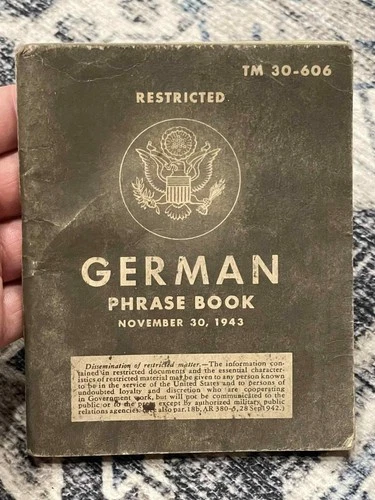 TM 30-606
RESTRICTED
GERMAN
PHRASE BOOK
NOVEMBER 30, 1943
Dissemination of restricted matter.—The information con-
tained in restricted documents and the essential character-
istics of restricted material may be given to any person known
to be in the service of the United States and to persons of
undoubted loyalty and discretion who are cooperating
in Government work, but will not be communicated to the
public or to the press except by authorized military, public
relations agencies. (See also par. 18b, AR 380-5, 28 Sep 1942.)